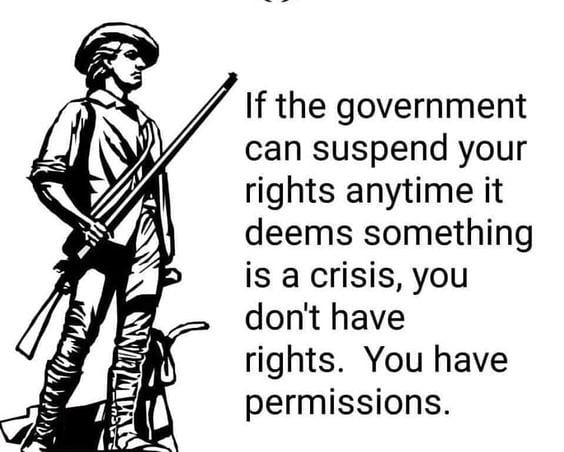 If the government
can suspend your
rights anytime it
deems something
is a crisis, you
don't have
rights.  You have
permissions.